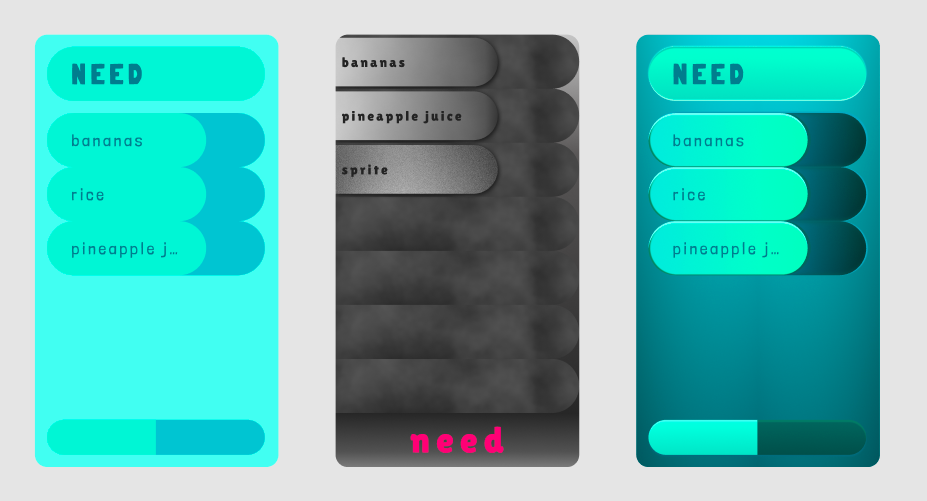 NEED
bananas
rice
pineapple j...
bananas
pineapple juice
sprite
need
NEED
bananas
rice
pineapple j...